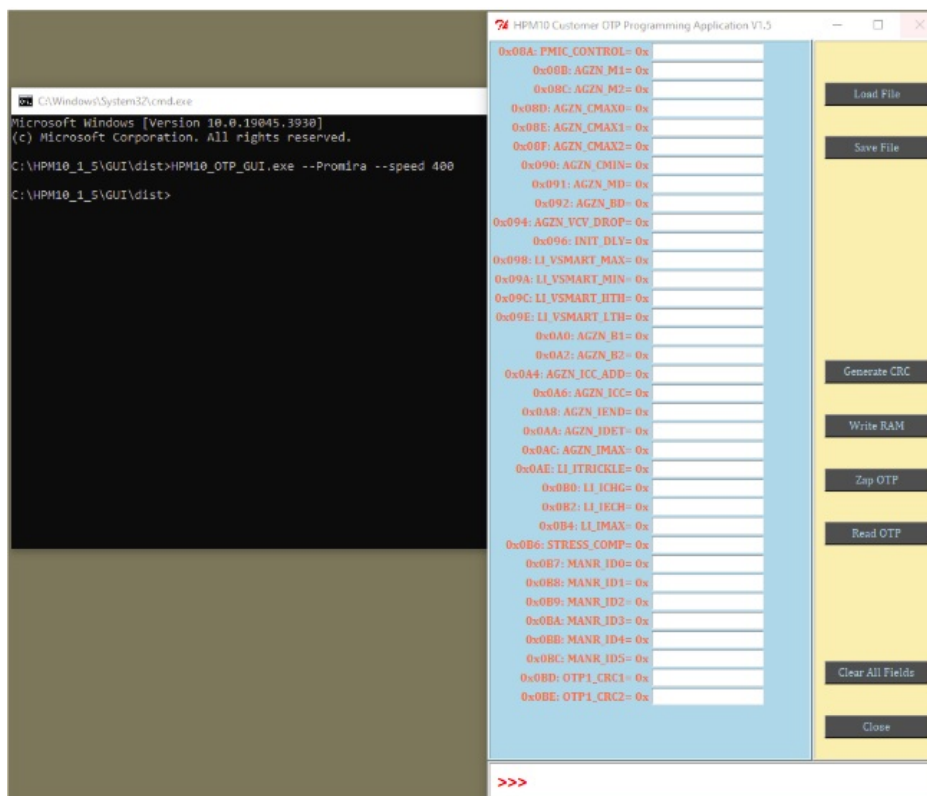 C:\Windows\System32\cmd.exe
Microsoft Windows [Version 10.0.19045.3930]
(c) Microsoft Corporation. All rights reserved.
C:\HPM10_1_5\GUI\dist>HPM10_OTP_GUI.exe --Promira --speed 400
C:\HPM10_1_5\GUI\dist>
HPM10 Customer OTP Programming Application V1.5
0x08A: PMIC_CONTROL= 0x
0x08B: AGZN_M1= 0x
0x08C: AGZN_M2= 0x
0x08D: AGZN_CMAX0= 0x
0x08E: AGZN_CMAX1= 0x
0x08F: AGZN_CMAX2= 0x
0x090: AGZN_CMIN= 0x
0x091: AGZN_MD= 0x
0x092: AGZN_BD= 0x
0x094: AGZN_VCV_DROP= 0x
0x096: INIT_DLY= 0x
0x098: LI_VSMART_MAX= 0x
0x09A: LI_VSMART_MIN= 0x
0x09C: LI_VSMART_HTH= 0x
0x09E: LI_VSMART_LTH= 0x
0x0A0: AGZN_B1= 0x
0x0A2: AGZN_B2= 0x
0x0A4: AGZN_ICC_ADD= 0x
0x0A6: AGZN_ICC= 0x
0x0A8: AGZN_IEND= 0x
0x0AA: AGZN_IDET= 0x
0x0AC: AGZN_IMAX= 0x
0x0AE: LI_ITRICKLE= 0x
0x0B0: LI_ICHG= 0x
0x0B2: LI_IECH= 0x
0x0B4: LI_IMAX= 0x
0x0B6: STRESS_COMP= 0x
0x0B7: MANR_ID0= 0x
0x0B8: MANR_ID1= 0x
0x0B9: MANR_ID2= 0x
0x0BA: MANR_ID3= 0x
0x0BB: MANR_ID4= 0x
0x0BC: MANR_ID5= 0x
0x0BD: OTP1_CRC1= 0x
0x0BE: OTP1_CRC2= 0x
Load File
Save File
Generate CRC
Write RAM
Zap OTP
Read OTP
Clear All Fields
Close
>>>